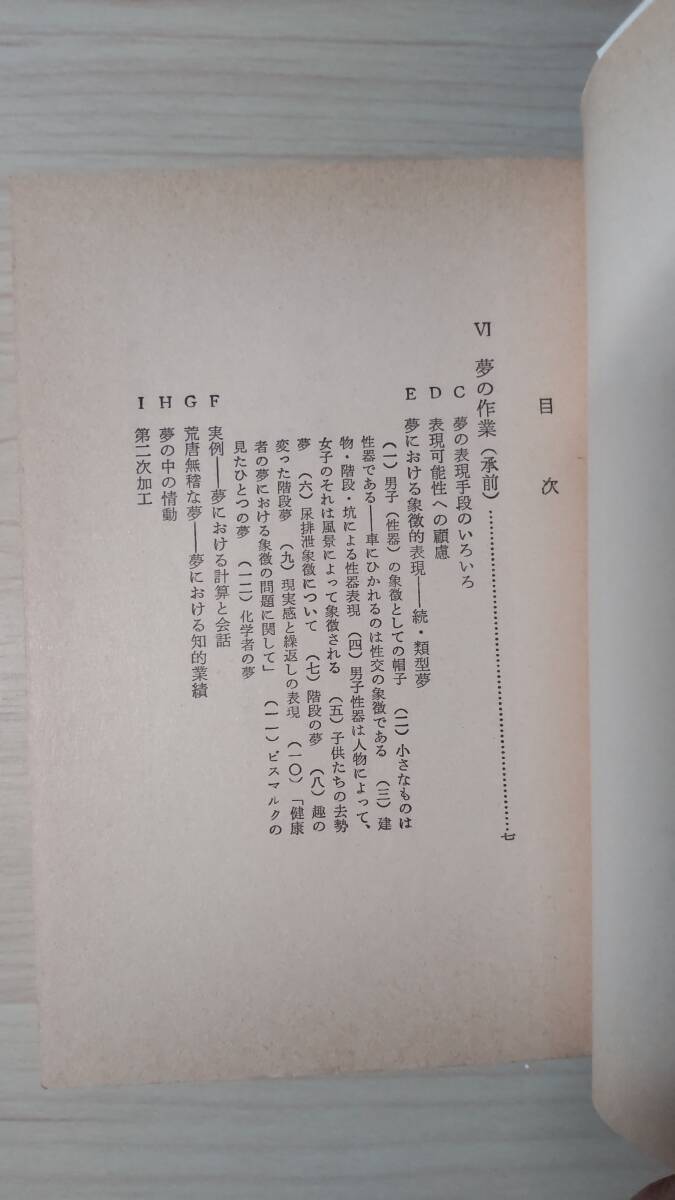 目次
VI 夢の作業（承前）……………………………七
C 夢の表現手段のいろいろ
D 表現可能性への顧慮
E 夢における象徴的表現――続・類型夢
（一）男子（性器）の象徴としての帽子 （二）小さなものは
性器である――車にひかれるのは性交の象徴である （三）建
物・階段・坑による性器表現 （四）男子性器は人物によって、
女子のそれは風景によって象徴される （五）子供たちの去勢
夢 （六）尿排泄象徴について （七）階段の夢 （八）趣の
変った階段夢 （九）現実感と繰返しの表現 （一〇）「健康
者の夢における象徴の問題に関して」 （一一）ビスマルクの
見たひとつの夢 （一二）化学者の夢
F 実例――夢における計算と会話
G 荒唐無稽な夢――夢における知的業績
H 夢の中の情動
I 第二次加工